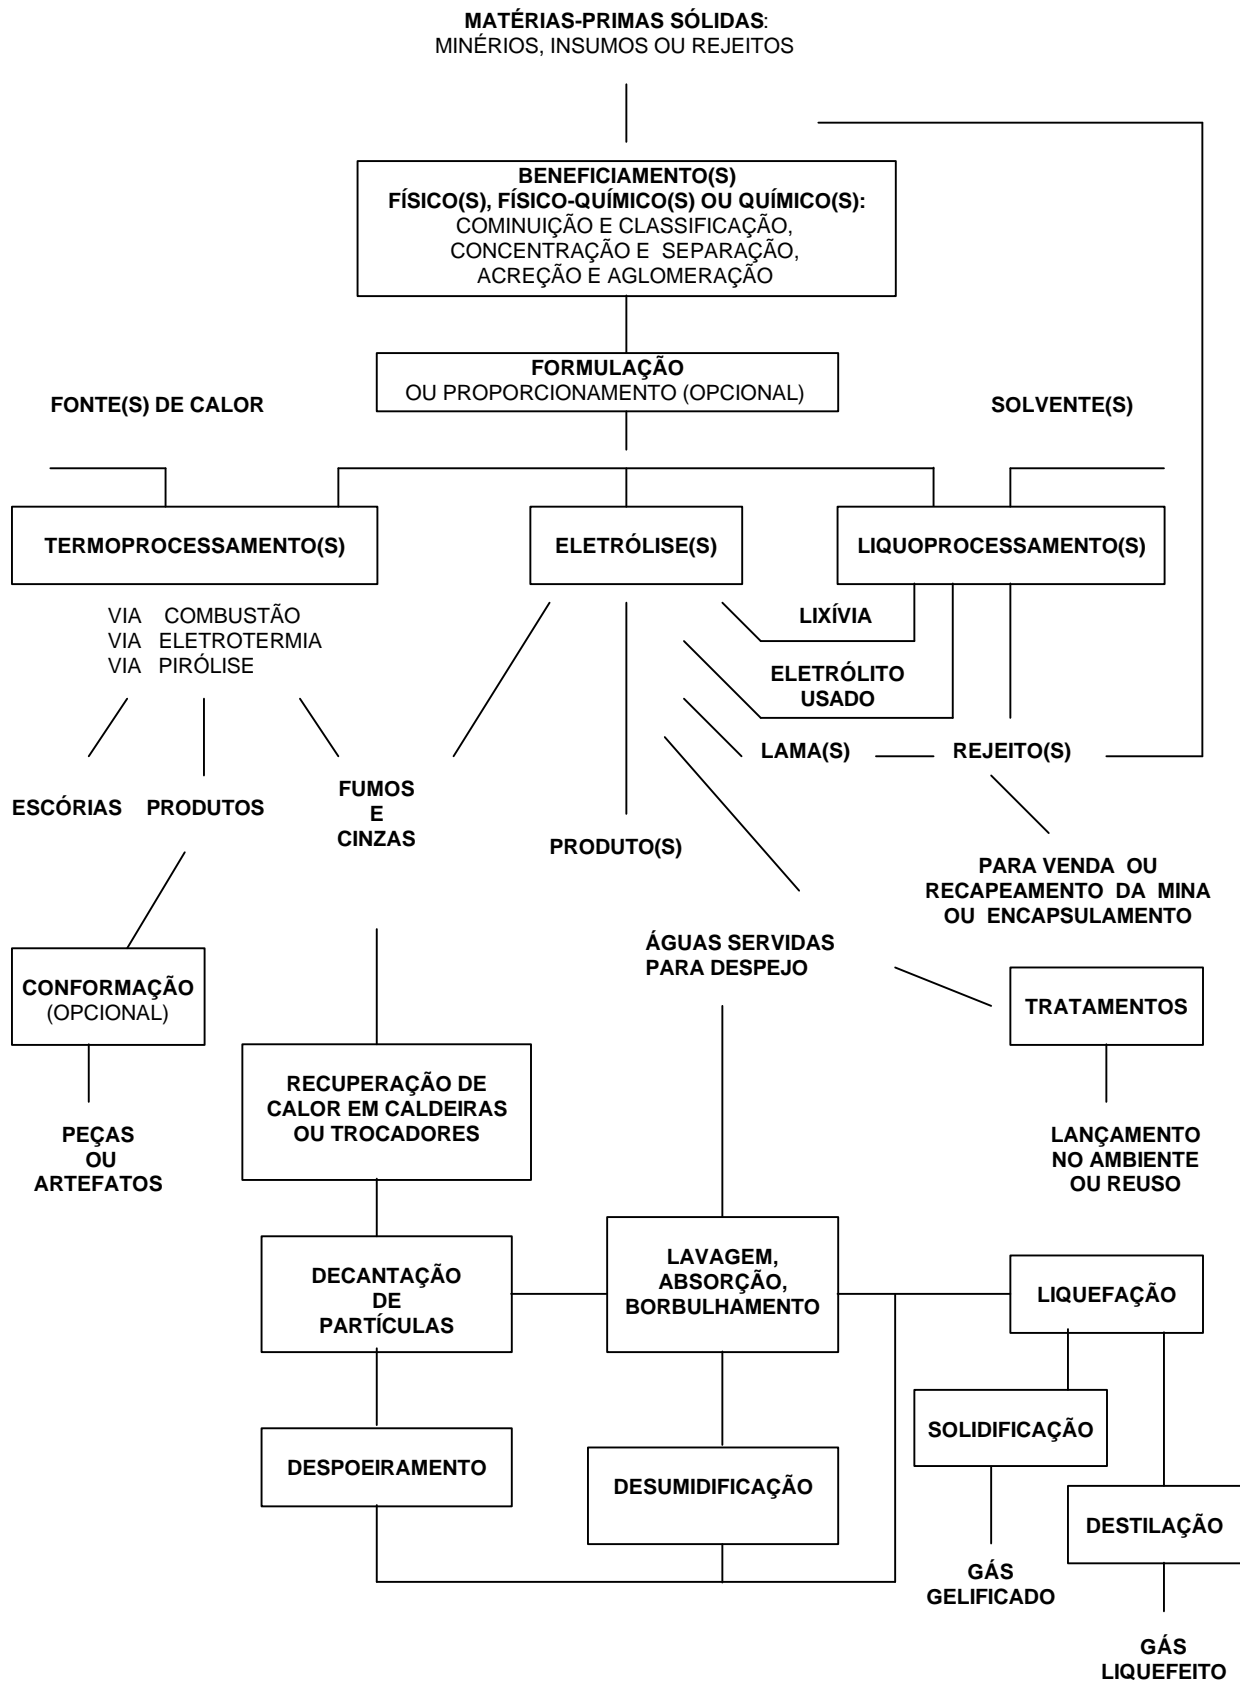 MATÉRIAS-PRIMAS SÓLIDAS:
MINÉRIOS, INSUMOS OU REJEITOS
BENEFICIAMENTO(S)
FÍSICO(S), FÍSICO-QUÍMICO(S) OU QUÍMICO(S):
COMINUIÇÃO E CLASSIFICAÇÃO,
CONCENTRAÇÃO E SEPARAÇÃO,
ACREÇÃO E AGLOMERAÇÃO
FORMULAÇÃO
OU PROPORCIONAMENTO (OPCIONAL)
FONTE(S) DE CALOR
SOLVENTE(S)
TERMOPROCESSAMENTO(S)
ELETRÓLISE(S)
LIQUOPROCESSAMENTO(S)
VIA COMBUSTÃO
VIA ELETROTERMIA
VIA PIRÓLISE
LIXÍVIA
ELETRÓLITO
USADO
LAMA(S)
REJEITO(S)
ESCÓRIAS
PRODUTOS
FUMOS
E
CINZAS
PRODUTO(S)
PARA VENDA OU
RECAPEAMENTO DA MINA
OU ENCAPSULAMENTO
ÁGUAS SERVIDAS
PARA DESPEJO
CONFORMAÇÃO
(OPCIONAL)
TRATAMENTOS
RECUPERAÇÃO DE
CALOR EM CALDEIRAS
OU TROCADORES
PEÇAS
OU
ARTEFATOS
LANÇAMENTO
NO AMBIENTE
OU REUSO
DECANTAÇÃO
DE
PARTÍCULAS
LAVAGEM,
ABSORÇÃO,
BORBULHAMENTO
LIQUEFAÇÃO
SOLIDIFICAÇÃO
DESPOEIRAMENTO
DESUMIDIFICAÇÃO
DESTILAÇÃO
GÁS
GELIFICADO
GÁS
LIQUEFEITO